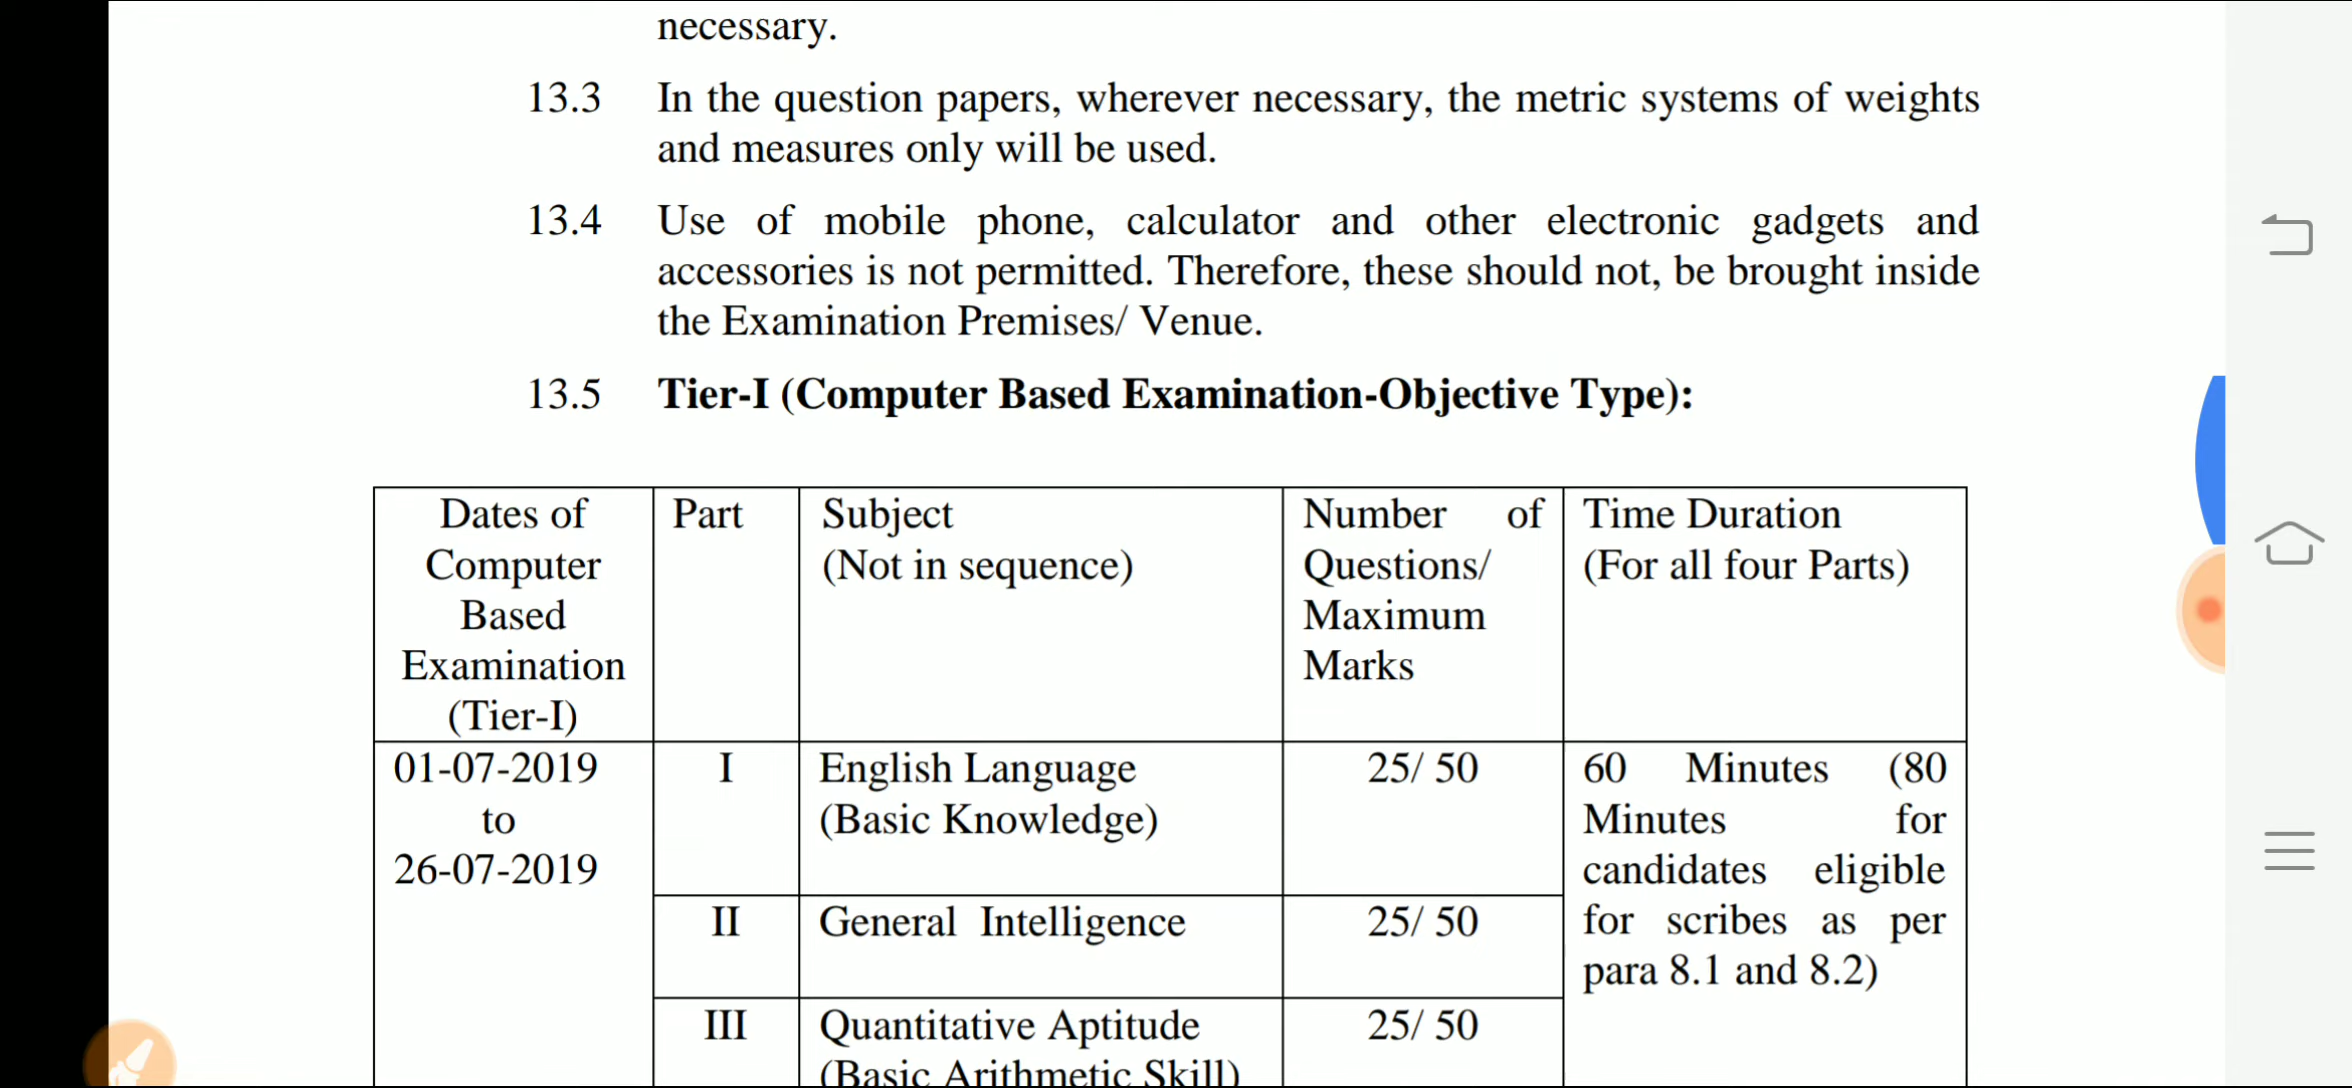 necessary.
13.3 In the question papers, wherever necessary, the metric systems of weights
and measures only will be used.
13.4 Use of mobile phone, calculator and other electronic gadgets and
accessories is not permitted. Therefore, these should not, be brought inside
the Examination Premises/ Venue.
13.5 Tier-I (Computer Based Examination-Objective Type):
Dates of
Computer
Based
Examination
(Tier-I)
Part
Subject
(Not in sequence)
Number of
Questions/
Maximum
Marks
Time Duration
(For all four Parts)
01-07-2019
to
26-07-2019
I
English Language
(Basic Knowledge)
25/ 50
60 Minutes (80
Minutes for
candidates eligible
for scribes as per
para 8.1 and 8.2)
II
General Intelligence
25/ 50
III
Quantitative Aptitude
(Basic Arithmetic Skill)
25/ 50